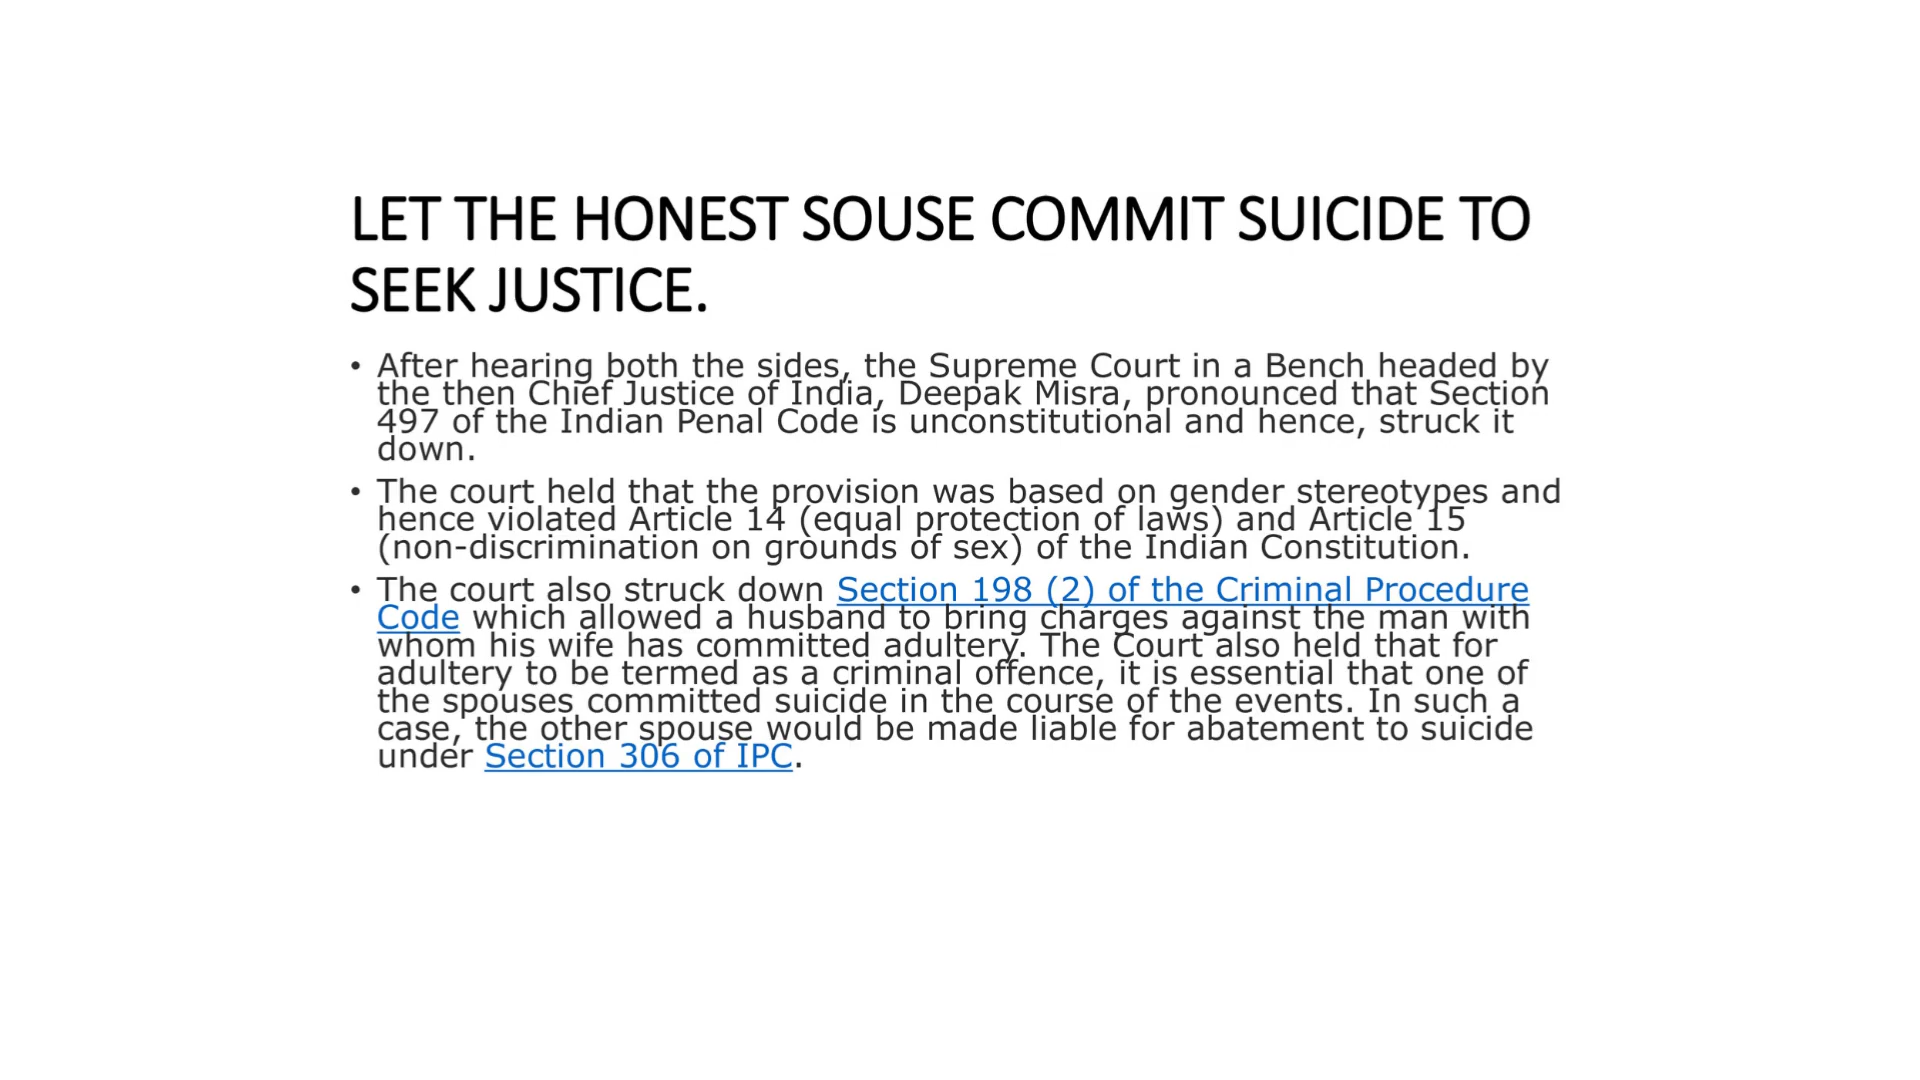 LET THE HONEST SOUSE COMMIT SUICIDE TO
SEEK JUSTICE.
• After hearing both the sides, the Supreme Court in a Bench headed by
the then Chief Justice of India, Deepak Misra, pronounced that Section
497 of the Indian Penal Code is unconstitutional and hence, struck it
down.
• The court held that the provision was based on gender stereotypes and
hence violated Article 14 (equal protection of laws) and Article 15
(non-discrimination on grounds of sex) of the Indian Constitution.
• The court also struck down Section 198 (2) of the Criminal Procedure
Code which allowed a husband to bring charges against the man with
whom his wife has committed adultery. The Court also held that for
adultery to be termed as a criminal offence, it is essential that one of
the spouses committed suicide in the course of the events. In such a
case, the other spouse would be made liable for abatement to suicide
under Section 306 of IPC.